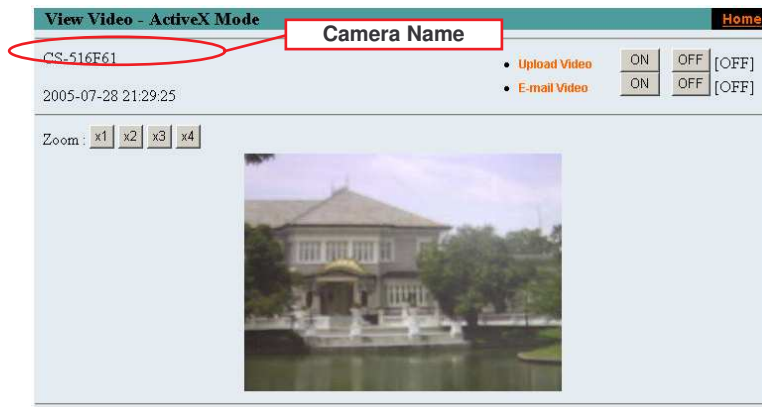 View Video - ActiveX Mode
Home
Camera Name
CS-516F61
Upload Video ON OFF [OFF]
E-mail Video ON OFF [OFF]
2005-07-28 21:29:25
Zoom : x1 x2 x3 x4